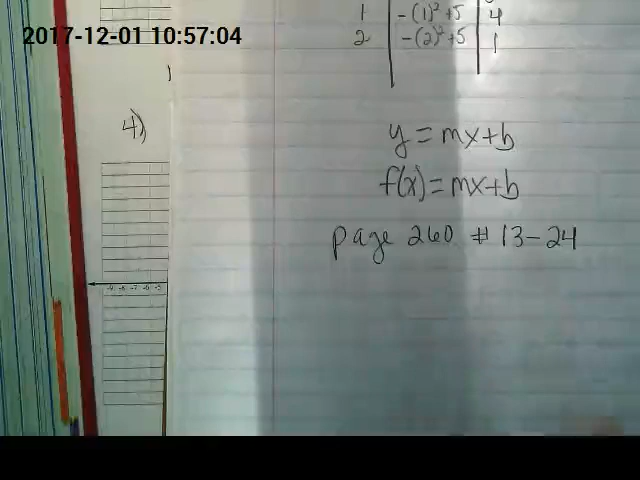 1 -(1)²+5 4
2017-12-01 10:57:04
2 -(2)²+5 1
4)
y=mx+b
f(x)=mx+b
page 260 # 13-24